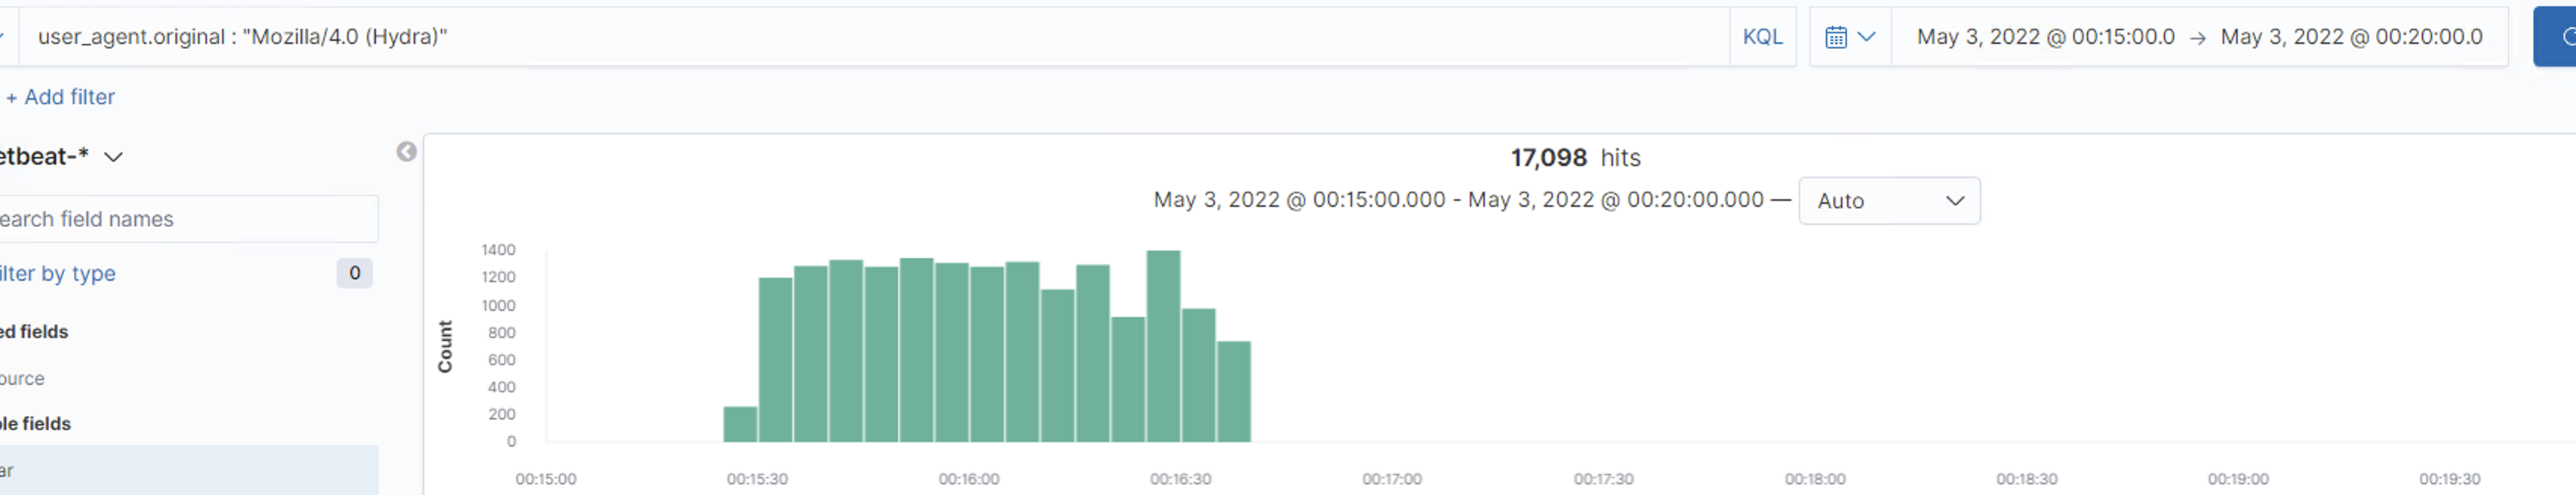 user_agent.original : "Mozilla/4.0 (Hydra)" KQL May 3, 2022 @ 00:15:00.0 → May 3, 2022 @ 00:20:00.0
+ Add filter
etbeat-*
17,098 hits
May 3, 2022 @ 00:15:00.000 - May 3, 2022 @ 00:20:00.000 — Auto
earch field names
ilter by type 0
ed fields
ource
le fields
ar
Count
1400
1200
1000
800
600
400
200
0
00:15:00 00:15:30 00:16:00 00:16:30 00:17:00 00:17:30 00:18:00 00:18:30 00:19:00 00:19:30